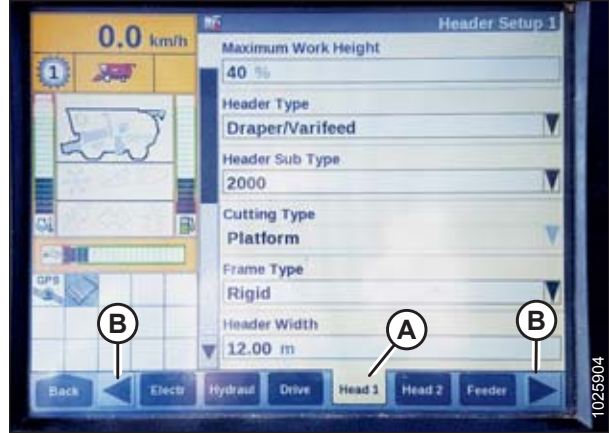 0.0 km/h
Header Setup 1
1
Maximum Work Height
40 %
Header Type
Draper/Varifeed
Header Sub Type
2000
Cutting Type
Platform
Frame Type
Rigid
Header Width
12.00 m
GPS
B
A
B
Back
Electr
Hydraul
Drive
Head 1
Head 2
Feeder
1025904